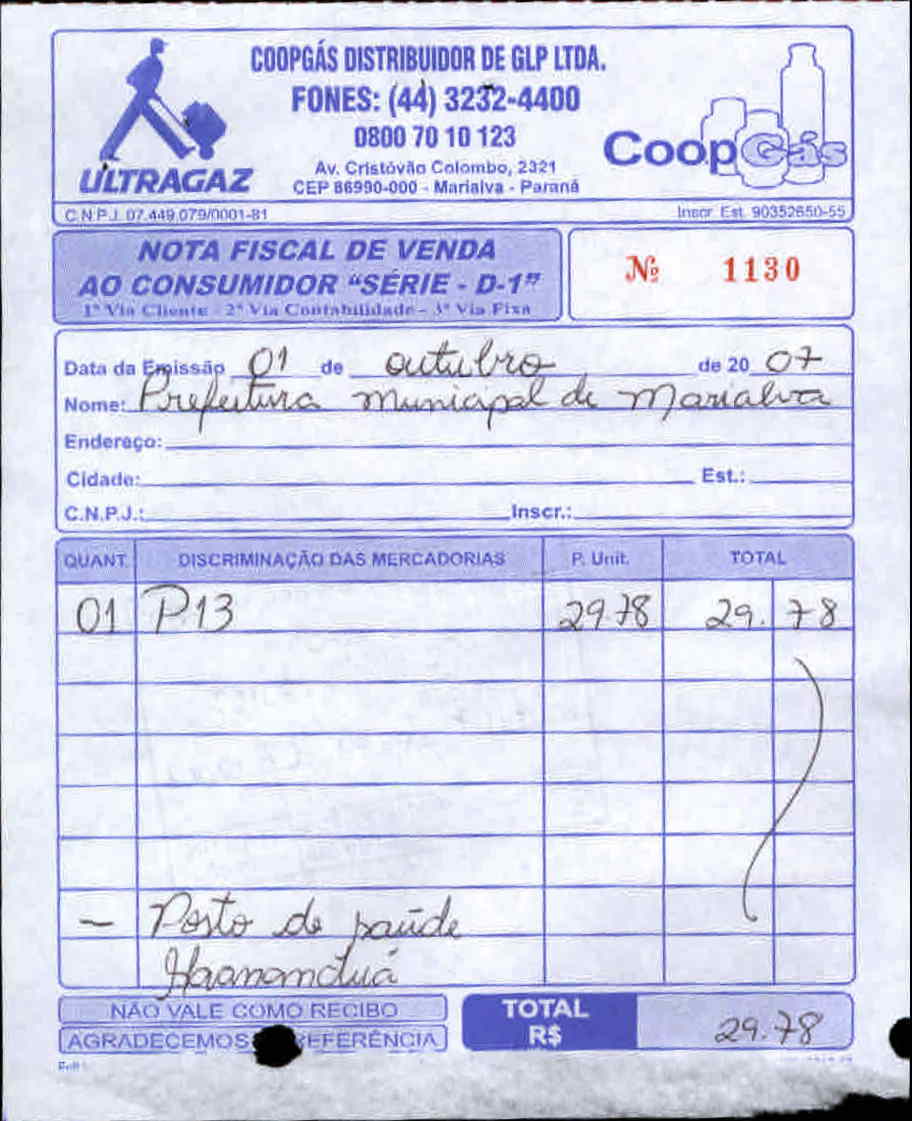 COOPGÁS DISTRIBUIDOR DE GLP LTDA.
FONES: (44) 3232-4400
0800 70 10 123
Av. Cristóvão Colombo, 2321
CEP 86990-000 - Marialva - Paraná
ULTRAGAZ
CoopGás
C.N.P.J. 07.449.079/0001-81
Inscr. Est. 90352650-55
NOTA FISCAL DE VENDA
AO CONSUMIDOR “SÉRIE - D-1”
1ª Via Cliente - 2ª Via Contabilidade - 3ª Via Fixa
Nº 1130
Data da Emissão 01 de outubro de 20 07
Nome: Prefeitura municipal de marialva
Endereço:
Cidade: Est.:
C.N.P.J.: Inscr.:
QUANT. DISCRIMINAÇÃO DAS MERCADORIAS P. Unit. TOTAL
01 P.13 29.78 29. 78
- Posto de saúde
NÃO VALE COMO RECIBO
AGRADECEMOS
TOTAL
R$ 29.78